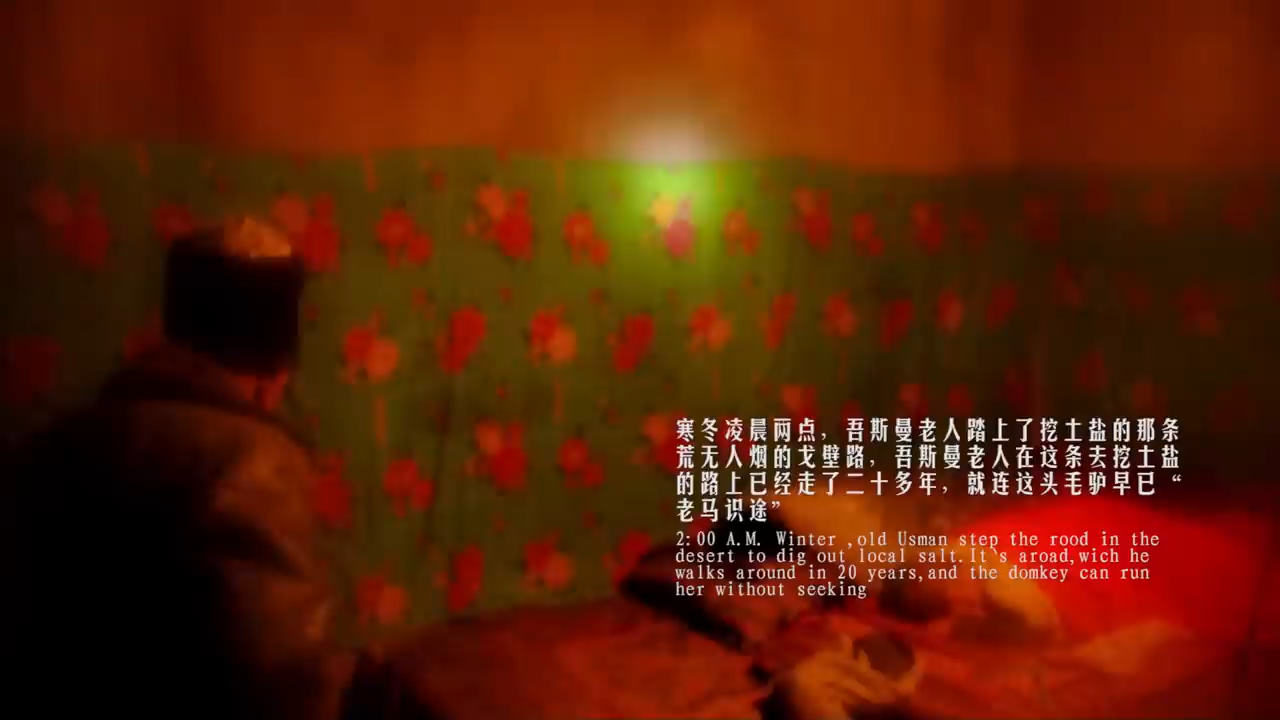 寒冬凌晨两点，吾斯曼老人踏上了挖土盐的那条
荒无人烟的戈壁路，吾斯曼老人在这条去挖土盐
的路上已经走了二十多年，就连这头毛驴早已“
老马识途”
2:00 A.M. Winter ,old Usman step the rood in the
desert to dig out local salt.It`s aroad,wich he
walks around in 20 years,and the domkey can run
her without seeking